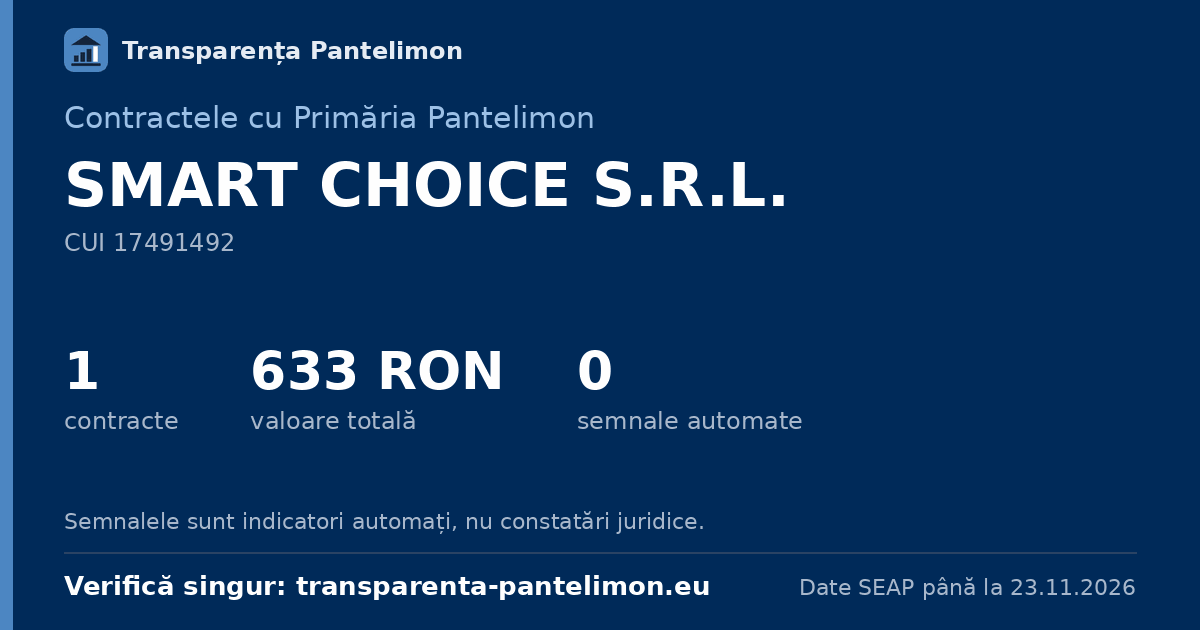 Transparența Pantelimon
Contractele cu Primăria Pantelimon
SMART CHOICE S.R.L.
CUI 17491492
1
contracte
633 RON
valoare totală
0
semnale automate
Semnalele sunt indicatori automați, nu constatări juridice.
Verifică singur: transparenta-pantelimon.eu
Date SEAP până la 23.11.2026